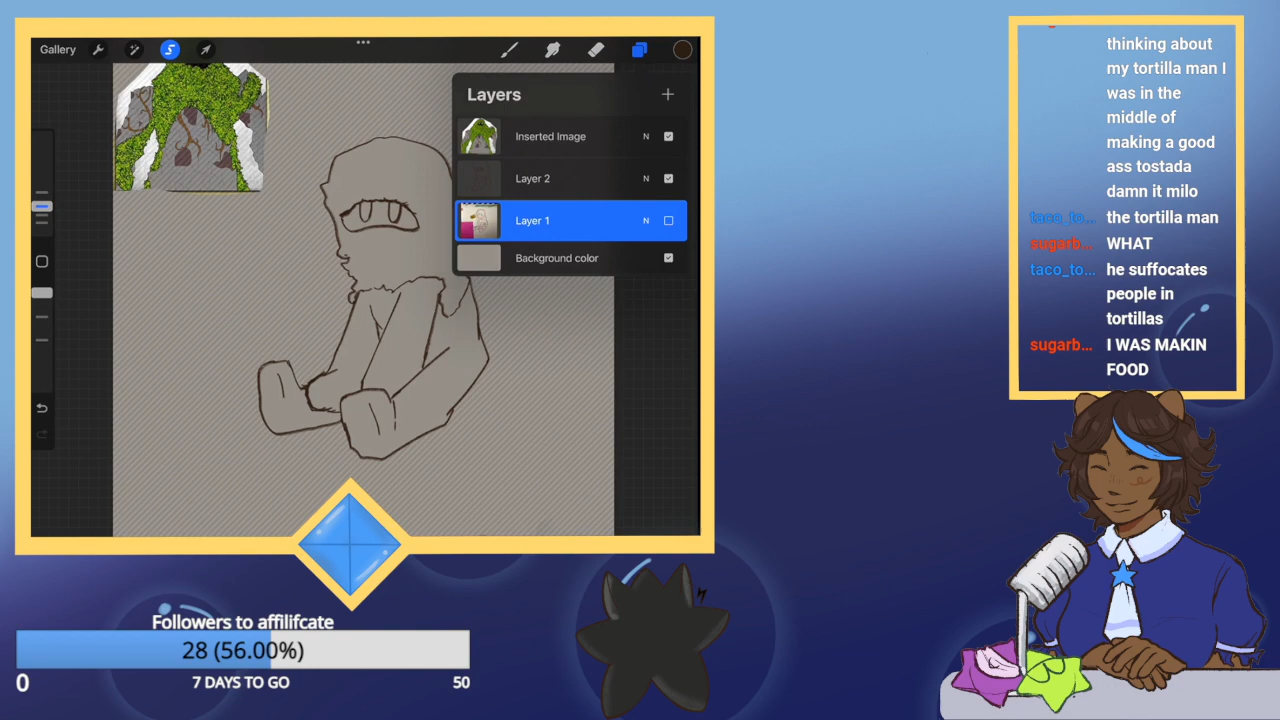 Gallery
Layers
Inserted Image N
Layer 2 N
Layer 1 N
Background color
thinking about
my tortilla man I
was in the
middle of
making a good
ass tostada
damn it milo
taco_to... the tortilla man
sugarb... WHAT
taco_to... he suffocates
people in
tortillas
sugarb... I WAS MAKIN
FOOD
Followers to affilifcate
28 (56.00%)
0 7 DAYS TO GO 50